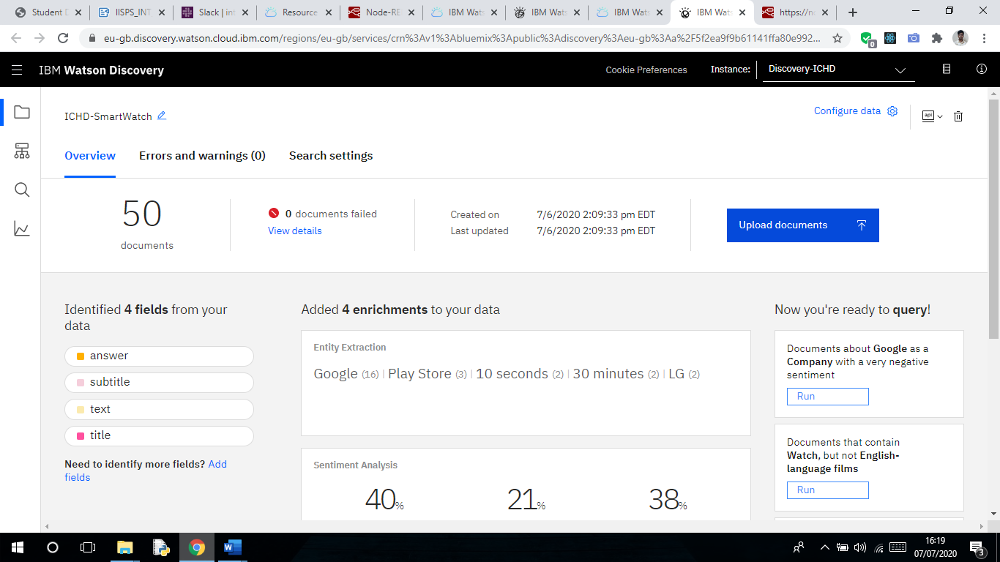 Student D
IISPS_INT
Slack | int
Resource
Node-RE
IBM Wats
IBM Wats
IBM Wats
IBM Wats
https://no
eu-gb.discovery.watson.cloud.ibm.com/regions/eu-gb/services/crn%3Av1%3Abluemix%3Apublic%3Adiscovery%3Aeu-gb%3Aa%2F5f2ea9f9b61141ffa80e992...
0
IBM Watson Discovery
Cookie Preferences
Instance:
Discovery-ICHD
ICHD-SmartWatch
Configure data
api
Overview
Errors and warnings (0)
Search settings
50
documents
0 documents failed
View details
Created on 7/6/2020 2:09:33 pm EDT
Last updated 7/6/2020 2:09:33 pm EDT
Upload documents
Identified 4 fields from your
data
answer
subtitle
text
title
Need to identify more fields? Add
fields
Added 4 enrichments to your data
Entity Extraction
Google (16) | Play Store (3) | 10 seconds (2) | 30 minutes (2) | LG (2)
Sentiment Analysis
40% 21% 38%
Now you're ready to query!
Documents about Google as a
Company with a very negative
sentiment
Run
Documents that contain
Watch, but not English-
language films
Run
16:19
07/07/2020
3